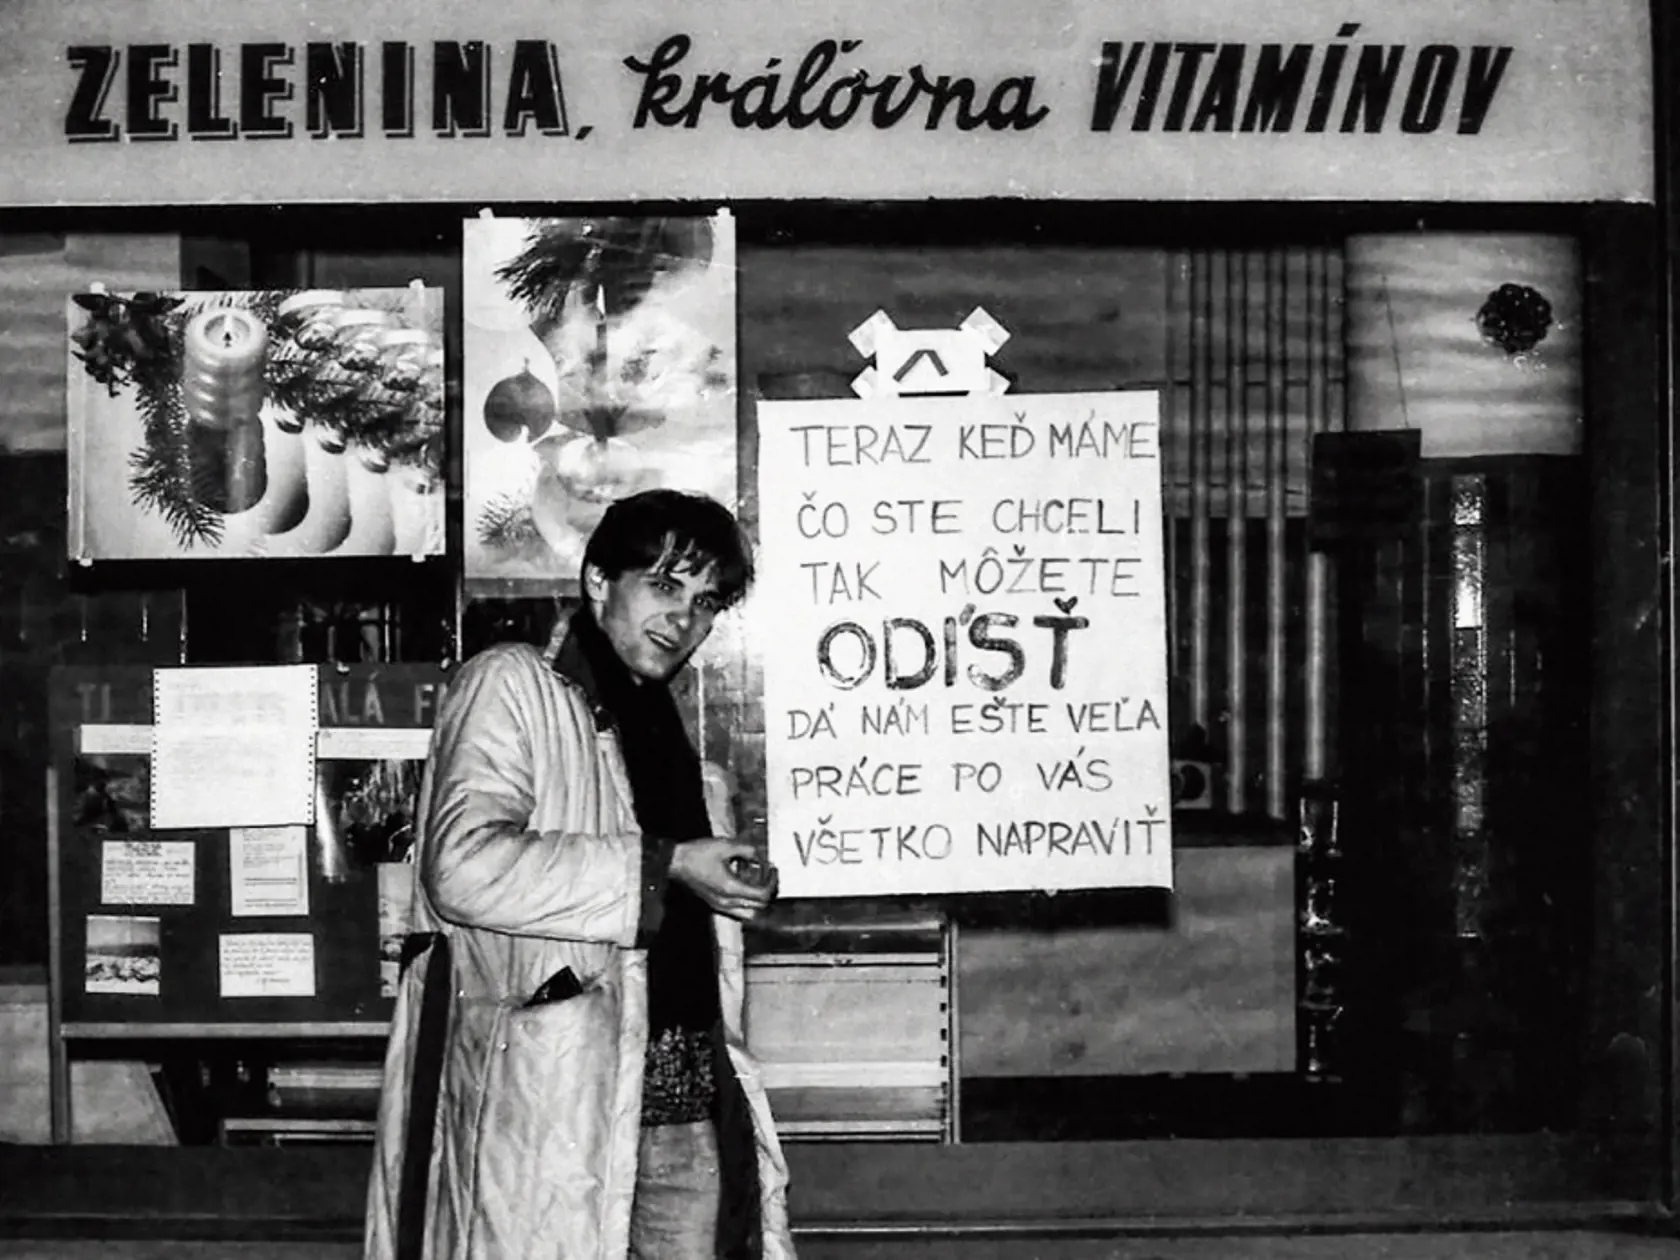 ZELENINA, kráľovna VITAMÍNOV
TERAZ KEĎ MÁME
ČO STE CHCELI
TAK MÔŽETE
ODÍSŤ
DÁ NÁM EŠTE VEĽA
PRÁCE PO VÁS
VŠETKO NAPRAVIŤ